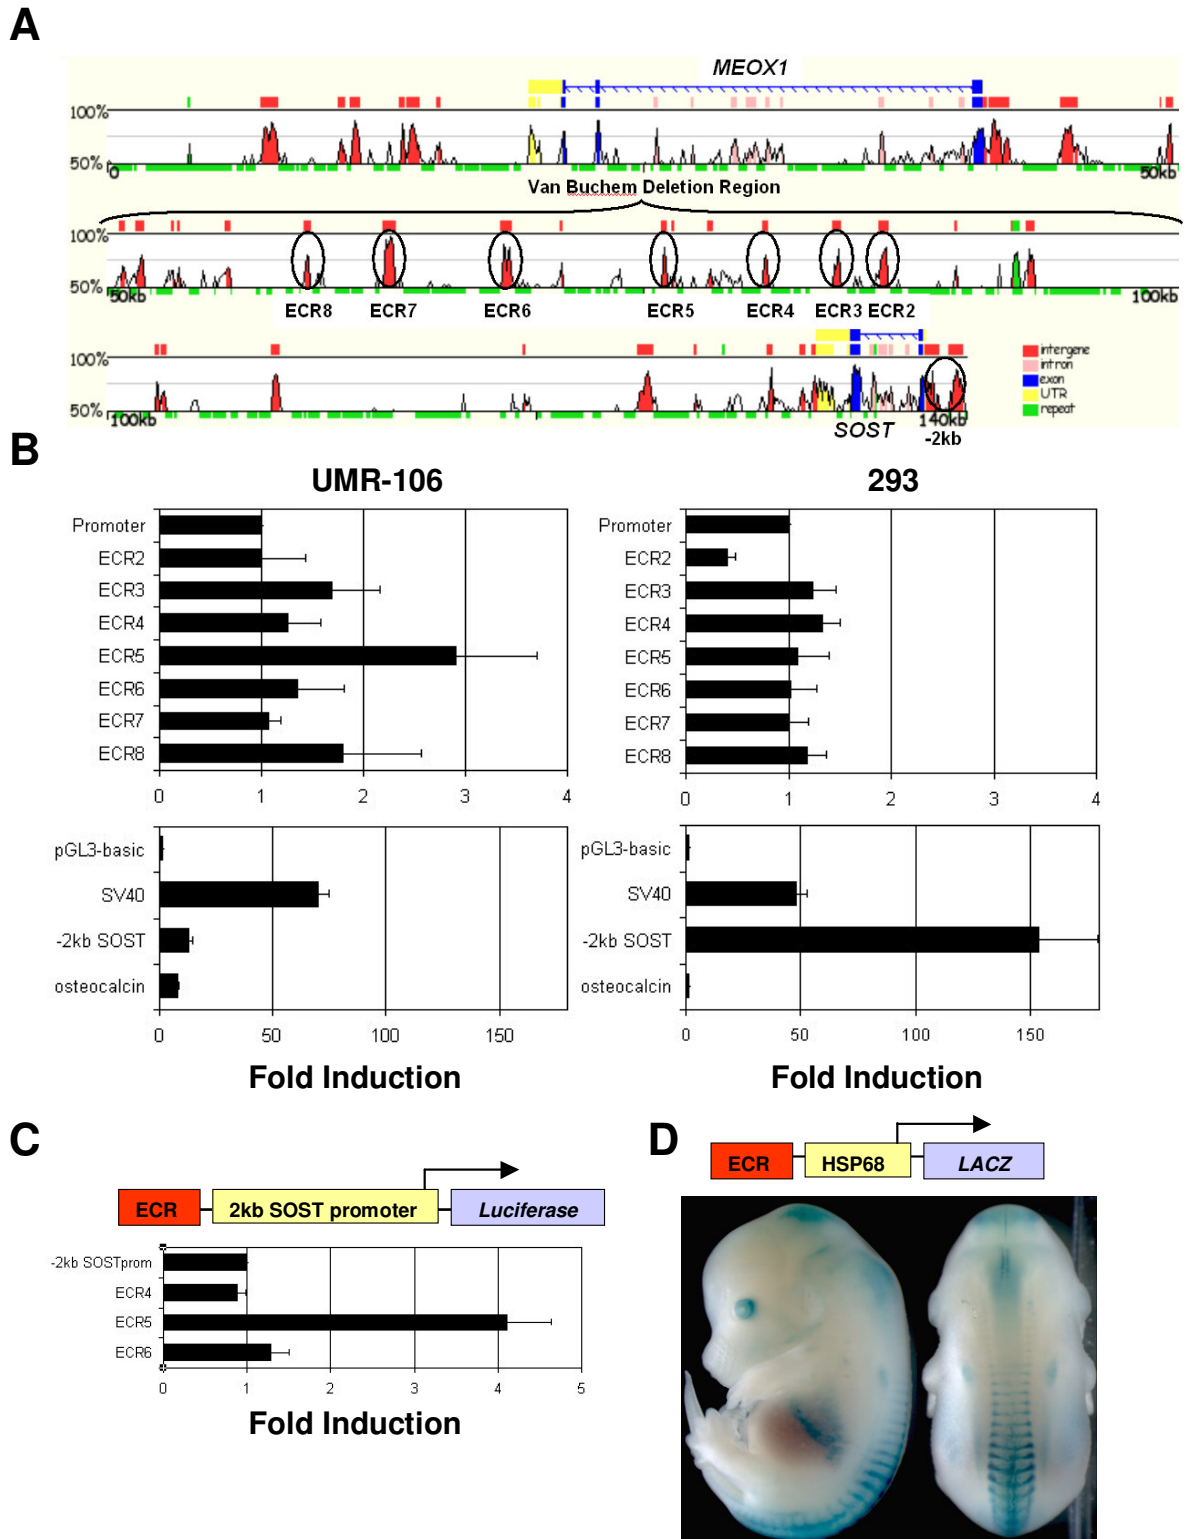 A
MEOX1
100%
50%
0
50kb
Van Buchem Deletion Region
100%
50%
50kb
100kb
ECR8
ECR7
ECR6
ECR5
ECR4
ECR3
ECR2
100%
50%
100kb
SOST
140kb
-2kb
intergene
intron
exon
UTR
repeat
B
UMR-106
Promoter
ECR2
ECR3
ECR4
ECR5
ECR6
ECR7
ECR8
0 1 2 3 4
pGL3-basic
SV40
-2kb SOST
osteocalcin
0 50 100 150
Fold Induction
293
Promoter
ECR2
ECR3
ECR4
ECR5
ECR6
ECR7
ECR8
0 1 2 3 4
pGL3-basic
SV40
-2kb SOST
osteocalcin
0 50 100 150
Fold Induction
C
ECR
2kb SOST promoter
Luciferase
-2kb SOSTprom
ECR4
ECR5
ECR6
0 1 2 3 4 5
Fold Induction
D
ECR
HSP68
LACZ